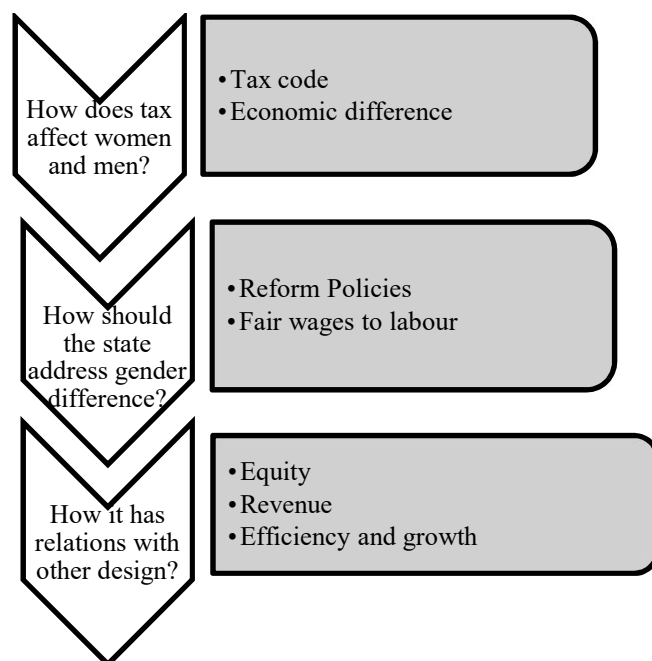 How does tax
affect women
and men?
• Tax code
• Economic difference
How should
the state
address gender
difference?
• Reform Policies
• Fair wages to labour
How it has
relations with
other design?
• Equity
• Revenue
• Efficiency and growth